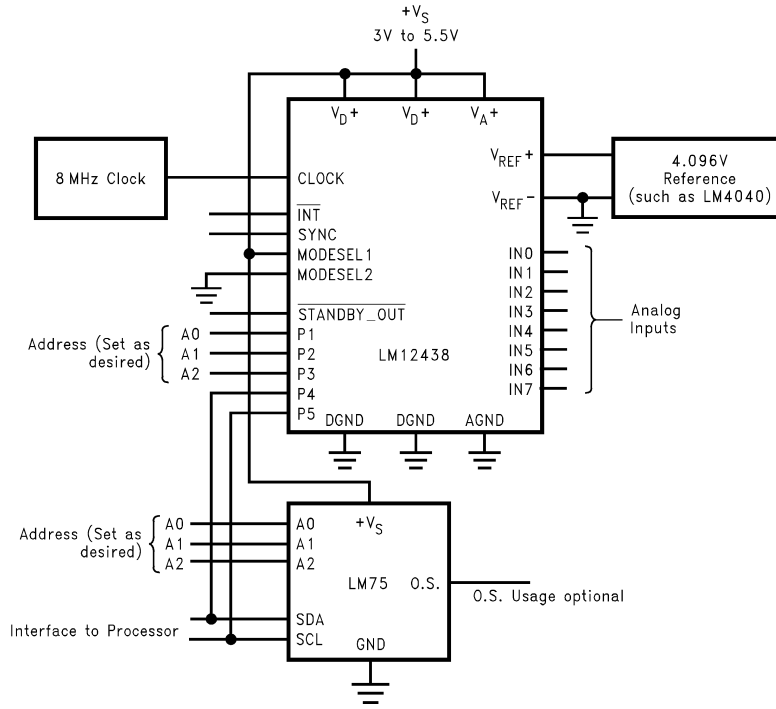 +VS
3V to 5.5V
VD+ VD+ VA+
8 MHz Clock
CLOCK
INT
SYNC
MODESEL1
MODESEL2
STANDBY_OUT
P1
P2
P3
P4
P5
LM12438
VREF+
VREF−
4.096V
Reference
(such as LM4040)
IN0
IN1
IN2
IN3
IN4
IN5
IN6
IN7
Analog
Inputs
Address (Set as
desired)
A0
A1
A2
DGND DGND AGND
+VS
Address (Set as
desired)
A0
A1
A2
A0
A1
A2
LM75 O.S.
O.S. Usage optional
Interface to Processor
SDA
SCL
GND